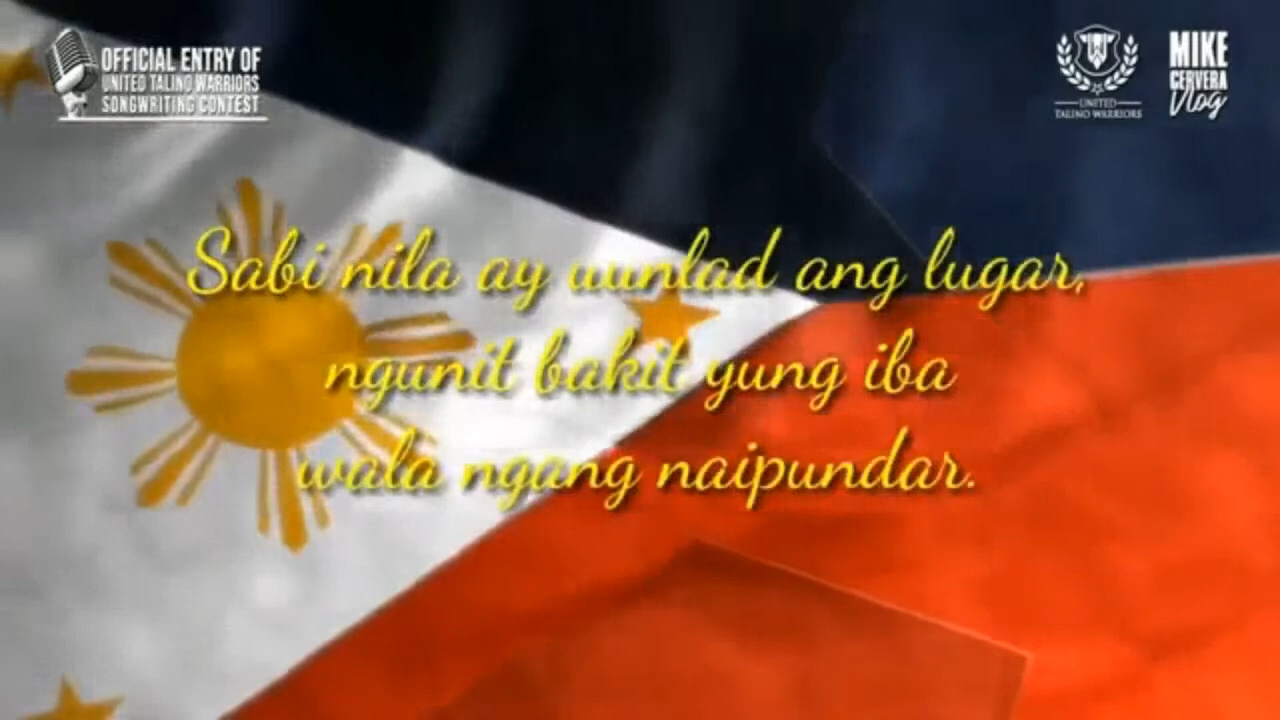 OFFICIAL ENTRY OF
UNITED TALINO WARRIORS
SONGWRITING CONTEST
UNITED
TALINO WARRIORS
MIKE
CERVERA
Vlog
Sabi nila ay uunlad ang lugar,
ngunit bakit yung iba
wala ngang naipundar.